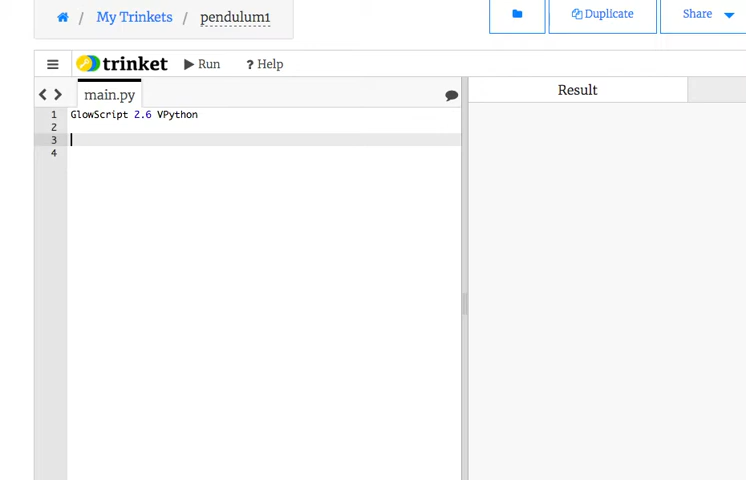 / My Trinkets / pendulum1
Duplicate
Share
trinket Run ? Help
main.py
Result
1 GlowScript 2.6 VPython
2
3
4